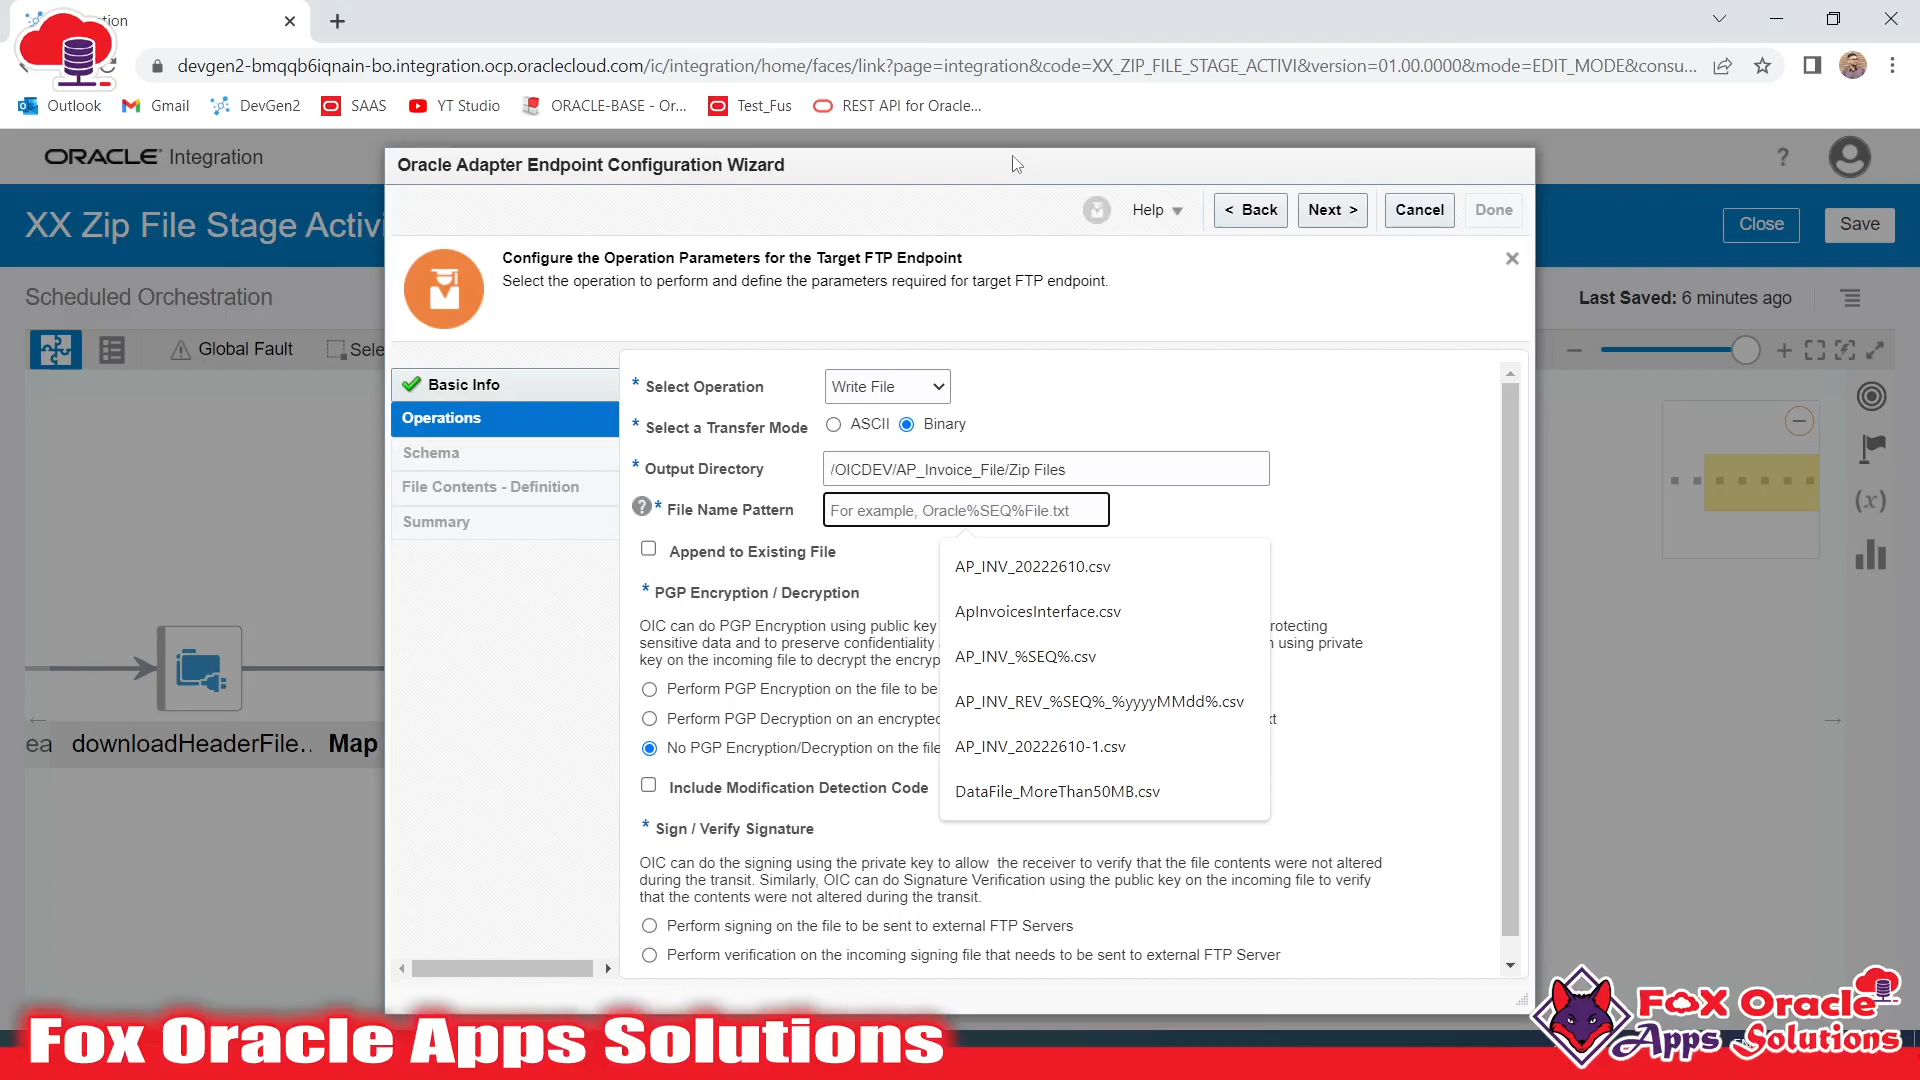 ction
devgen2-bmqqb6iqnain-bo.integration.ocp.oraclecloud.com/ic/integration/home/faces/link?page=integration&code=XX_ZIP_FILE_STAGE_ACTIVI&version=01.00.0000&mode=EDIT_MODE&consu...
Outlook Gmail DevGen2 SAAS YT Studio ORACLE-BASE - Or... Test_Fus REST API for Oracle...
ORACLE Integration ?
Oracle Adapter Endpoint Configuration Wizard
Help < Back Next > Cancel Done
XX Zip File Stage Activi Close Save
Configure the Operation Parameters for the Target FTP Endpoint
Select the operation to perform and define the parameters required for target FTP endpoint.
Scheduled Orchestration Last Saved: 6 minutes ago
Global Fault Sele
Basic Info
Operations
Schema
File Contents - Definition
Summary
* Select Operation Write File
* Select a Transfer Mode ASCII Binary
* Output Directory /OICDEV/AP_Invoice_File/Zip Files
? * File Name Pattern For example, Oracle%SEQ%File.txt
Append to Existing File
AP_INV_20222610.csv
ApInvoicesInterface.csv
AP_INV_%SEQ%.csv
AP_INV_REV_%SEQ%_%yyyyMMdd%.csv
AP_INV_20222610-1.csv
DataFile_MoreThan50MB.csv
* PGP Encryption / Decryption
OIC can do PGP Encryption using public key rotecting
sensitive data and to preserve confidentiality using private
key on the incoming file to decrypt the encryp
Perform PGP Encryption on the file to be
Perform PGP Decryption on an encrypted xt
No PGP Encryption/Decryption on the file
Include Modification Detection Code
* Sign / Verify Signature
OIC can do the signing using the private key to allow the receiver to verify that the file contents were not altered
during the transit. Similarly, OIC can do Signature Verification using the public key on the incoming file to verify
that the contents were not altered during the transit.
Perform signing on the file to be sent to external FTP Servers
Perform verification on the incoming signing file that needs to be sent to external FTP Server
ea downloadHeaderFile.. Map
(x)
Fox Oracle Apps Solutions
Fox Oracle
Apps Solutions